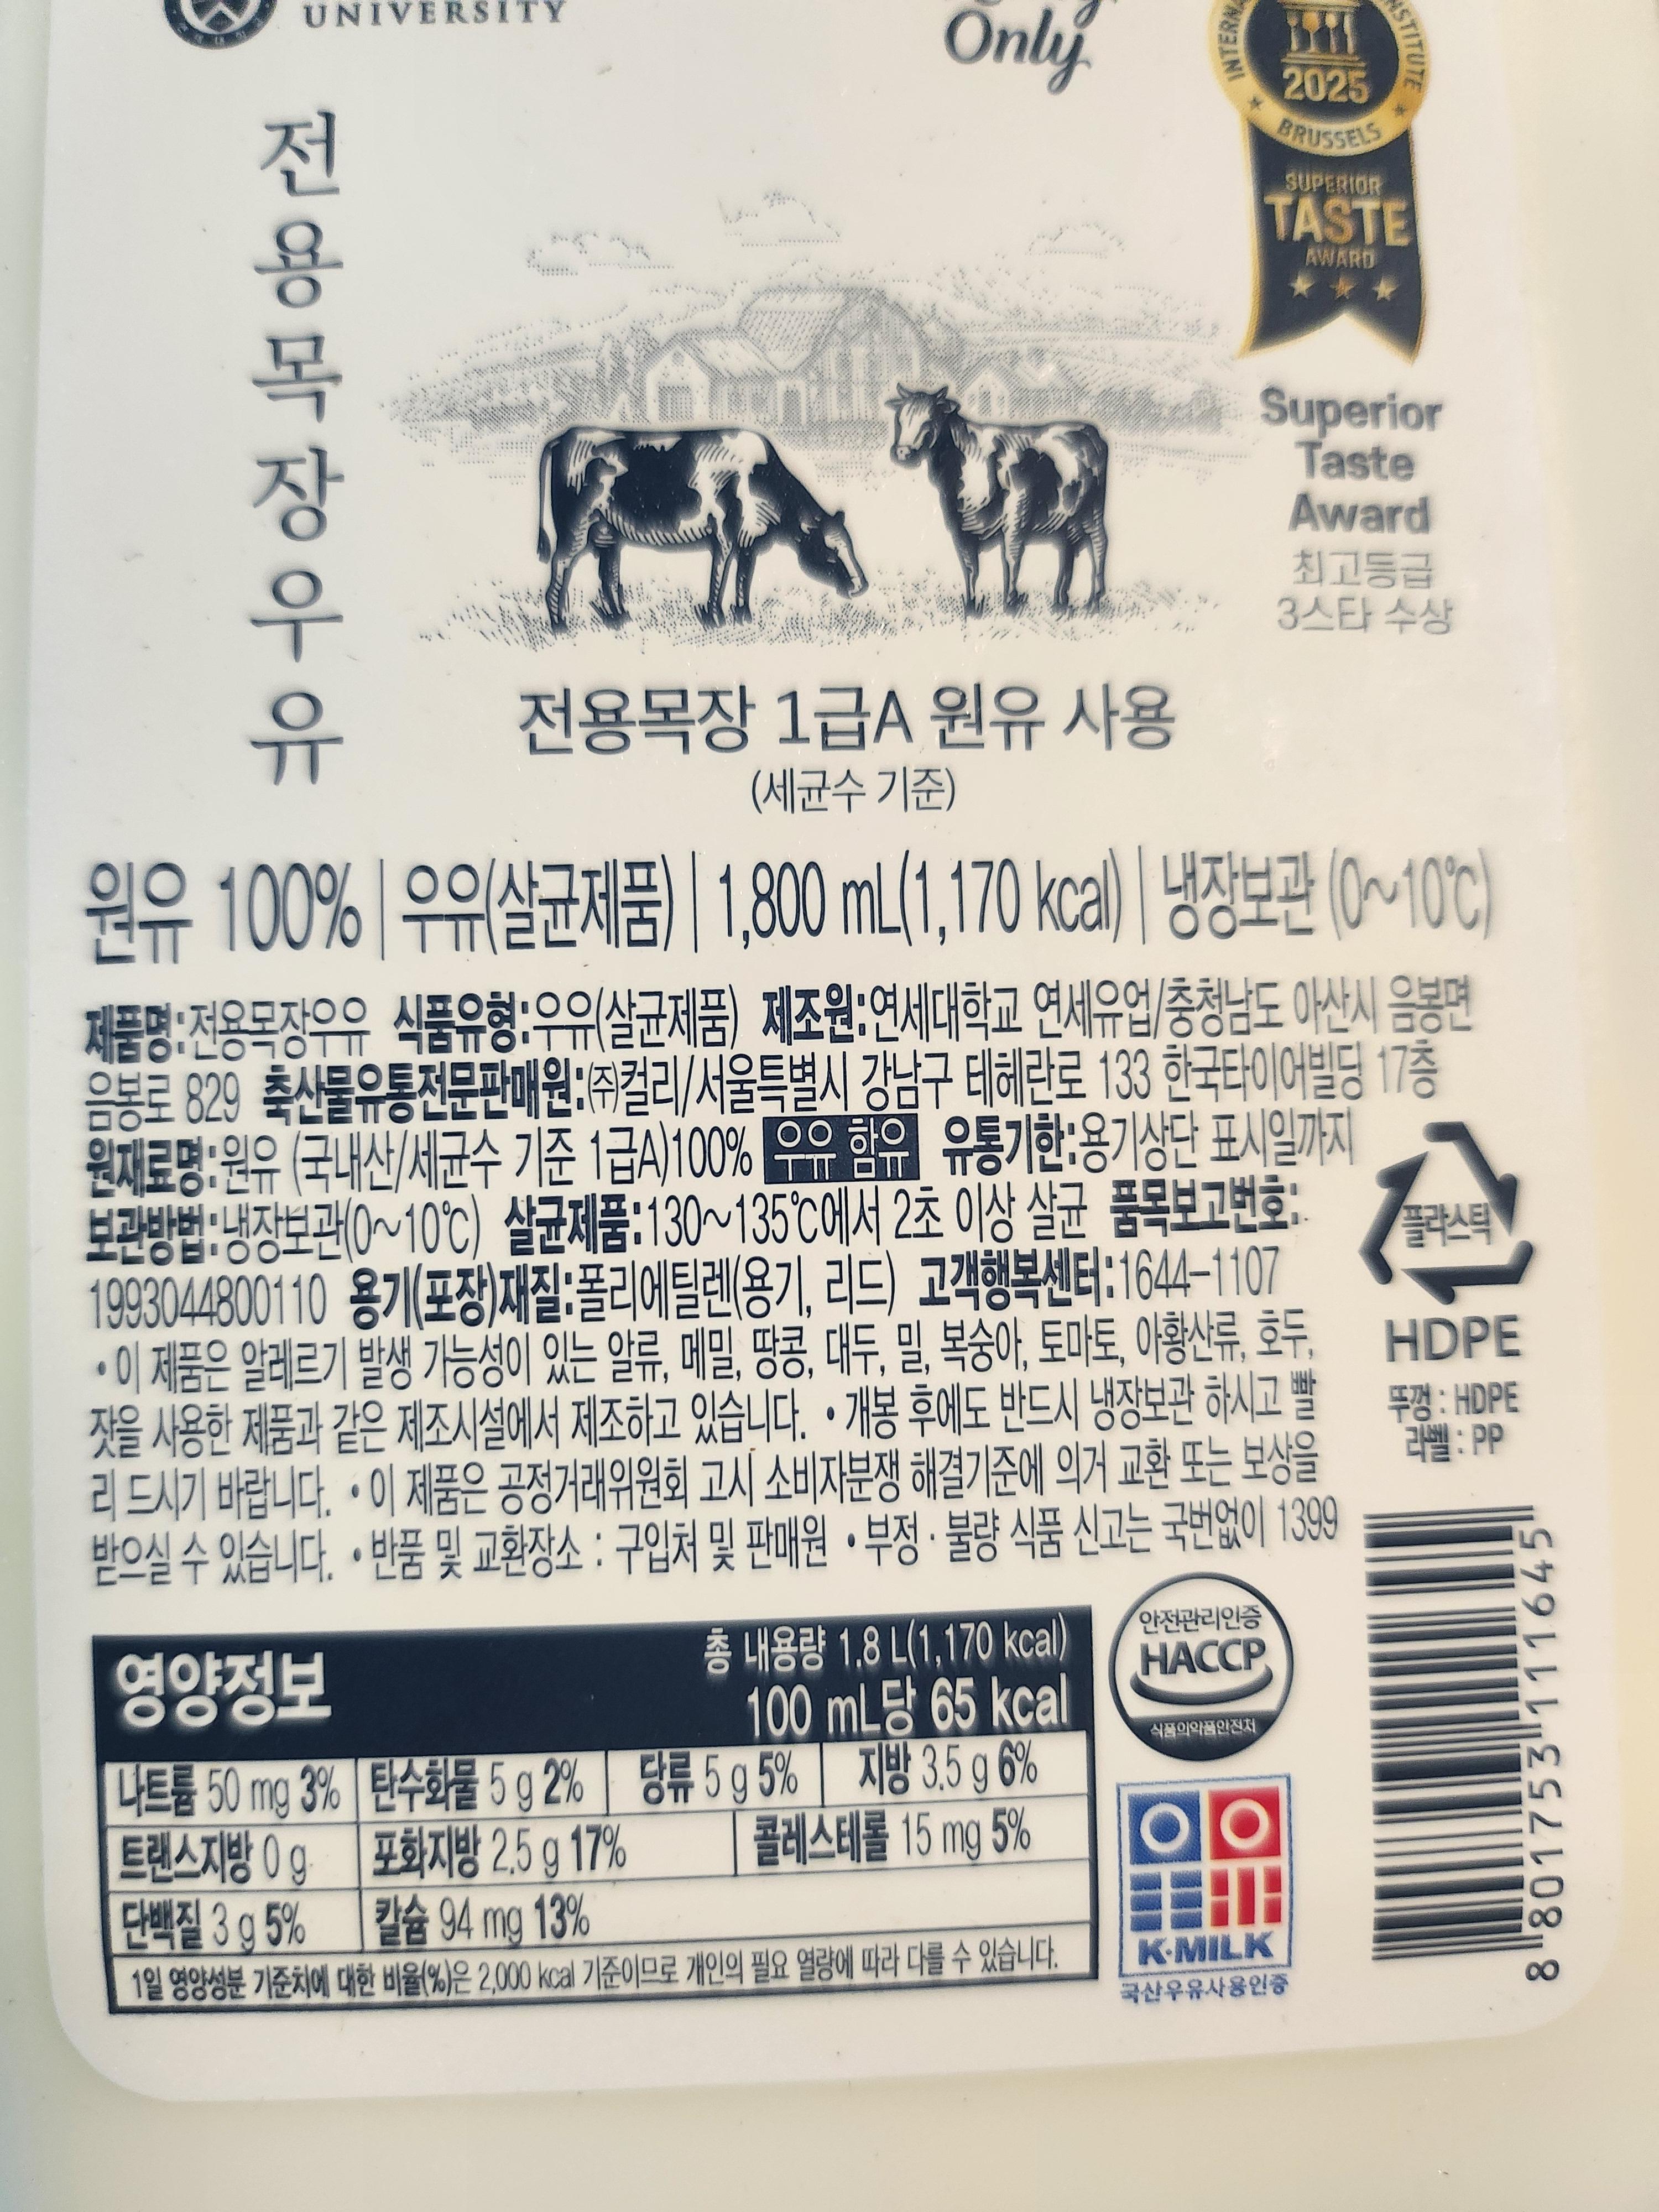 UNIVERSITY
Only
2025
BRUSSELS
SUPERIOR
TASTE
AWARD
전용목장우유
Superior
Taste
Award
최고등급
3스타 수상
전용목장 1급A 원유 사용
(세균수 기준)
원유 100% | 우유(살균제품) | 1,800 mL(1,170 kcal) | 냉장보관 (0~10℃)
제품명:전용목장우유 식품유형:우유(살균제품) 제조원:연세대학교 연세유업/충청남도 아산시 음봉면
음봉로 829 축산물유통전문판매원:㈜컬리/서울특별시 강남구 테헤란로 133 한국타이어빌딩 17층
원재료명:원유 (국내산/세균수 기준 1급A)100% 우유 함유 유통기한:용기상단 표시일까지
보관방법:냉장보관(0~10℃) 살균제품:130~135℃에서 2초 이상 살균 품목보고번호:
1993044800110 용기(포장)재질:폴리에틸렌(용기, 리드) 고객행복센터:1644-1107
• 이 제품은 알레르기 발생 가능성이 있는 알류, 메밀, 땅콩, 대두, 밀, 복숭아, 토마토, 아황산류, 호두,
잣을 사용한 제품과 같은 제조시설에서 제조하고 있습니다. • 개봉 후에도 반드시 냉장보관 하시고 빨
리 드시기 바랍니다. • 이 제품은 공정거래위원회 고시 소비자분쟁 해결기준에 의거 교환 또는 보상을
받으실 수 있습니다. • 반품 및 교환장소 : 구입처 및 판매원 • 부정 · 불량 식품 신고는 국번없이 1399
플라스틱
HDPE
뚜껑 : HDPE
라벨 : PP
영양정보
총 내용량 1.8 L(1,170 kcal)
100 mL당 65 kcal
나트륨 50 mg 3% 탄수화물 5 g 2% 당류 5 g 5% 지방 3.5 g 6%
트랜스지방 0 g 포화지방 2.5 g 17% 콜레스테롤 15 mg 5%
단백질 3 g 5% 칼슘 94 mg 13%
1일 영양성분 기준치에 대한 비율(%)은 2,000 kcal 기준이므로 개인의 필요 열량에 따라 다를 수 있습니다.
안전관리인증
HACCP
식품의약품안전처
K·MILK
국산우유사용인증
8 801753 111645